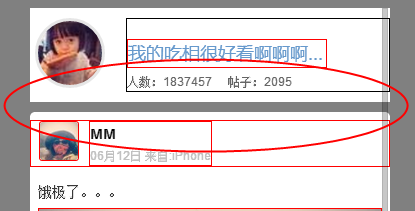 我的吃相很好看啊啊啊...
人数：1837457 帖子：2095
MM
06月12日 来自:iPhone
饿极了。。。